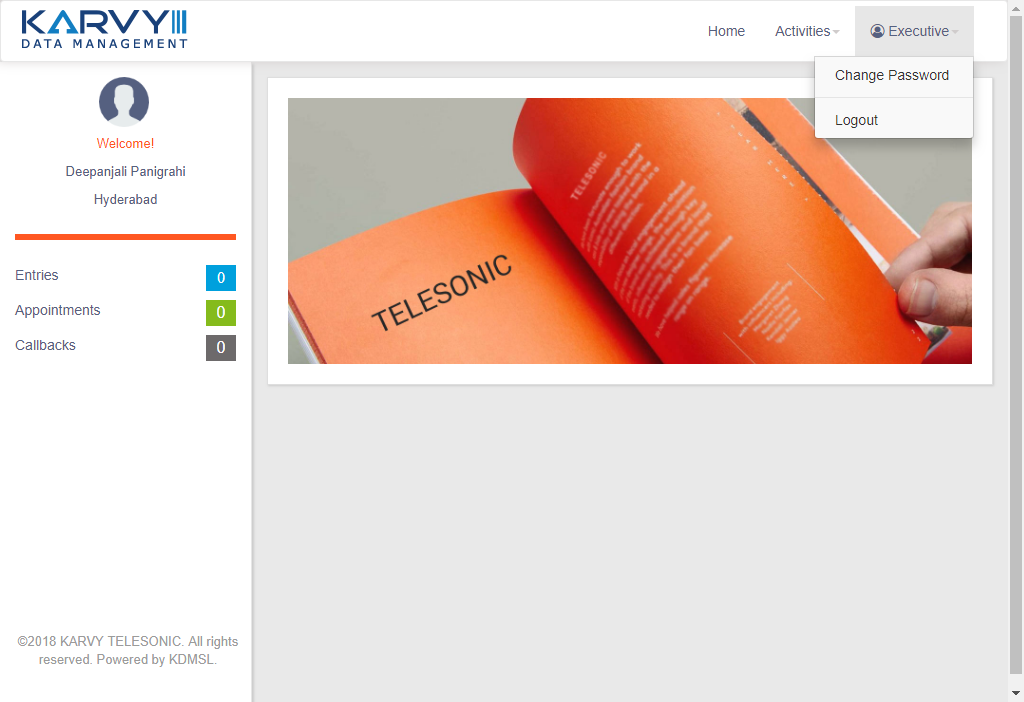 KARVY
DATA MANAGEMENT
Home
Activities
Executive
Change Password
Logout
Welcome!
Deepanjali Panigrahi
Hyderabad
Entries
0
Appointments
0
Callbacks
0
TELESONIC
TELESONIC
©2018 KARVY TELESONIC. All rights
reserved. Powered by KDMSL.